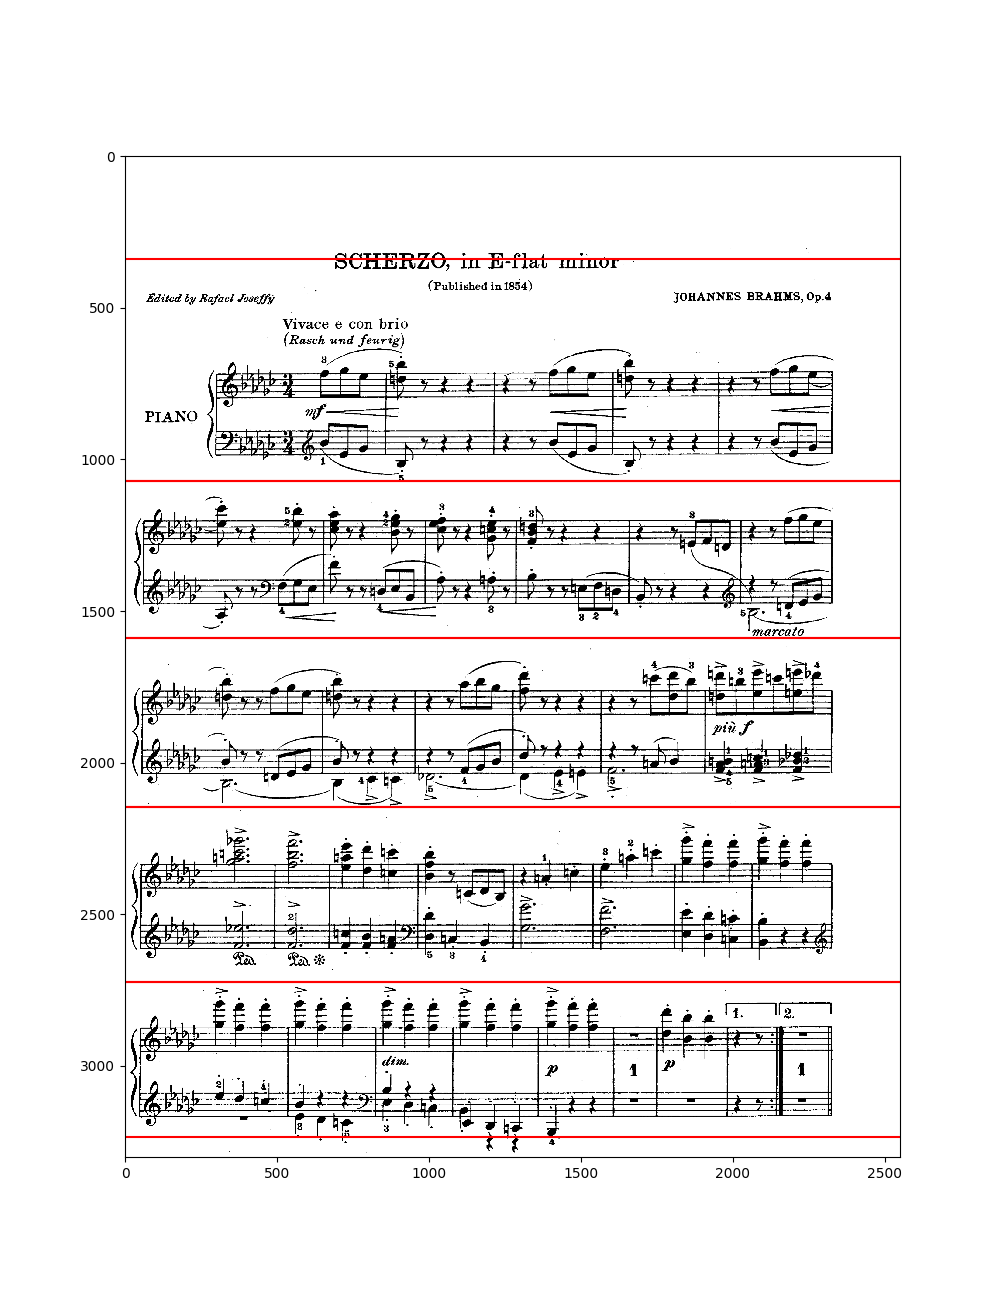 SCHERZO, in E-flat minor
(Published in 1854)
Edited by Rafael Joseffy
JOHANNES BRAHMS, Op. 4
Vivace e con brio
(Rasch und feurig)
PIANO
mf
marcato
più f
Ped. Ped. *
1. 2.
dim.
p
p
1 1
0
500
1000
1500
2000
2500
3000
0 500 1000 1500 2000 2500